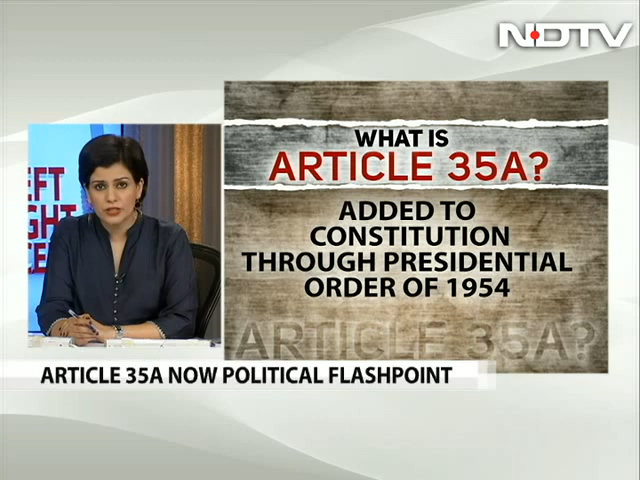 NDTV
WHAT IS
ARTICLE 35A?
ADDED TO
CONSTITUTION
THROUGH PRESIDENTIAL
ORDER OF 1954
ARTICLE 35A?
ARTICLE 35A NOW POLITICAL FLASHPOINT